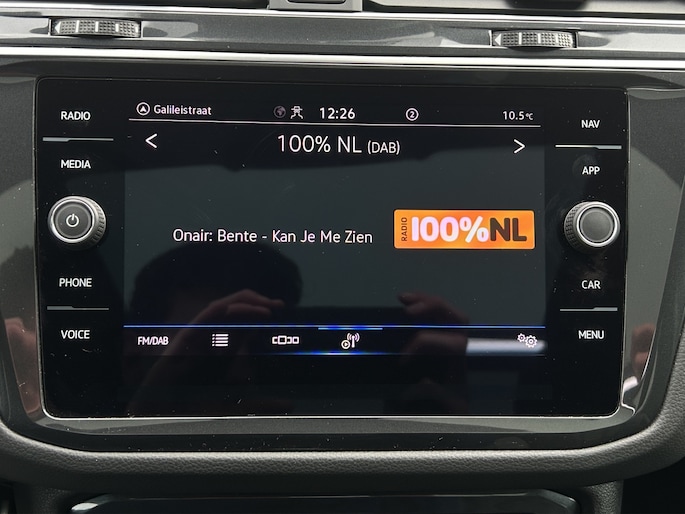 RADIO
MEDIA
PHONE
VOICE
Galileistraat 12:26 2 10.5°C
< 100% NL (DAB) >
Onair: Bente - Kan Je Me Zien
RADIO 100%NL
FM/DAB
NAV
APP
CAR
MENU